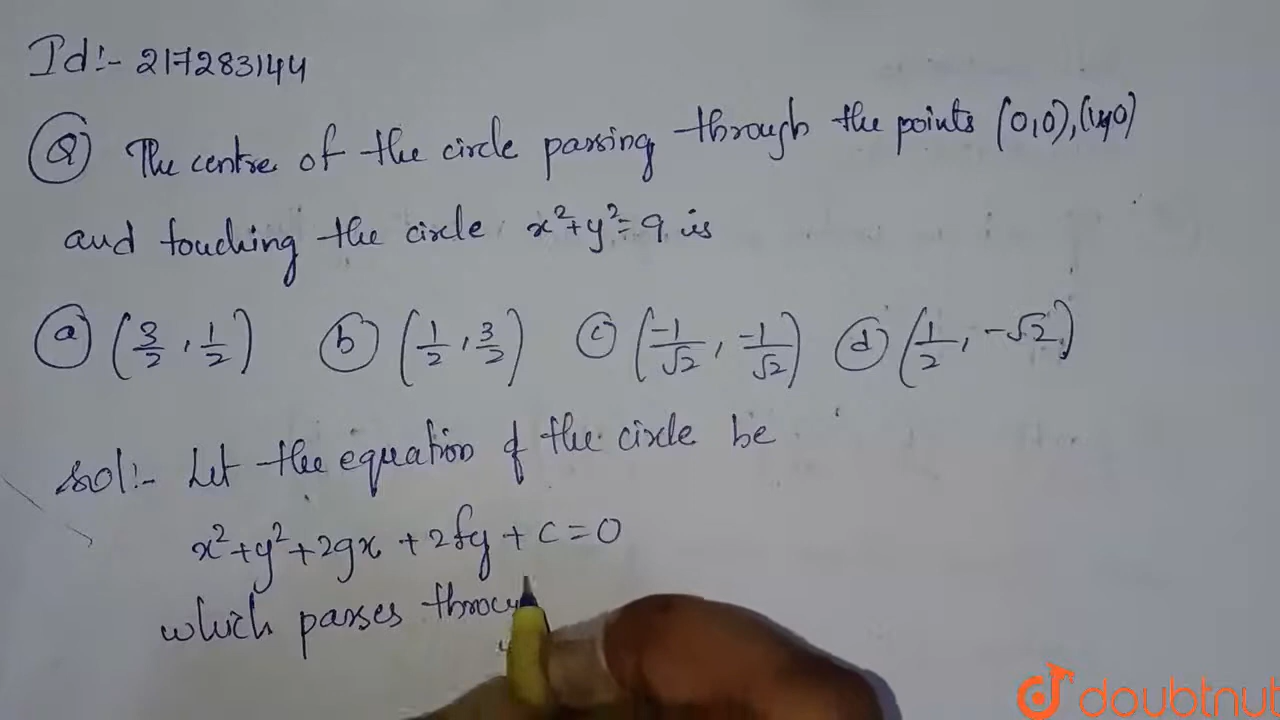 Id:- 217283144
Q The centre of the circle passing through the points (0,0), (1,0)
and touching the circle x²+y²=9 is
a (3/2, 1/2) b (1/2, 3/2) c (-1/√2, -1/√2) d (1/2, -√2)
Sol:- Let the equation of the circle be
x²+y²+2gx+2fy+c=0
which passes throu
doubtnut